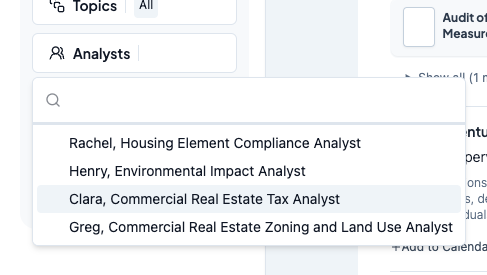 Topics All
Audit of
Measure
Analysts
Show all (1 r
Rachel, Housing Element Compliance Analyst
Henry, Environmental Impact Analyst
Clara, Commercial Real Estate Tax Analyst
Greg, Commercial Real Estate Zoning and Land Use Analyst
+Add to Calenda